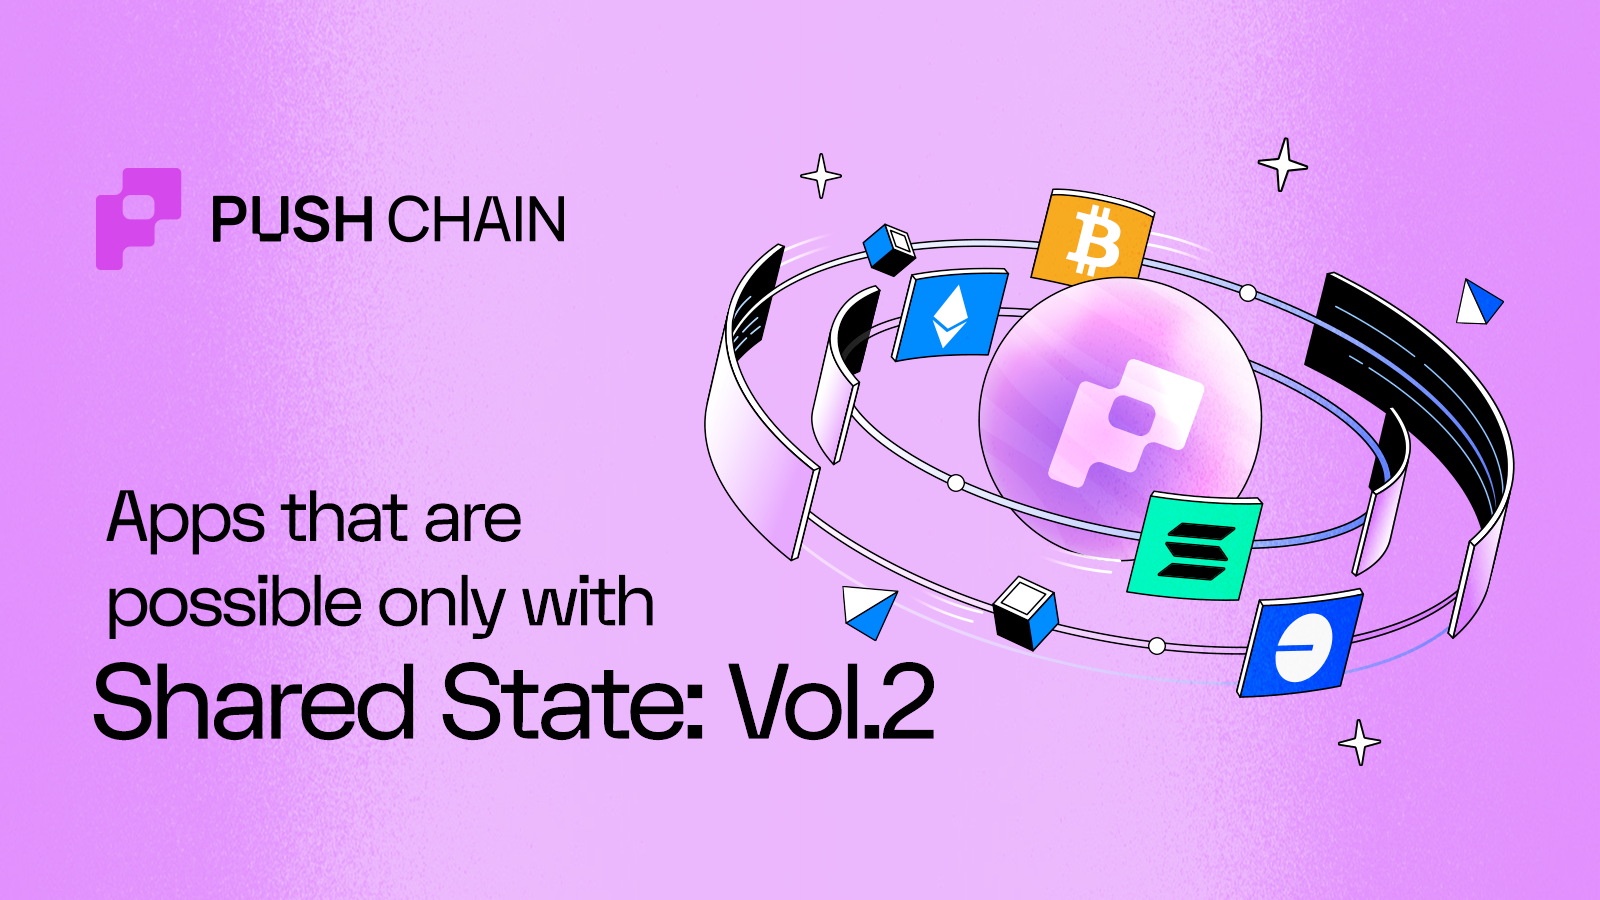 PUSH CHAIN
Apps that are
possible only with
Shared State: Vol.2